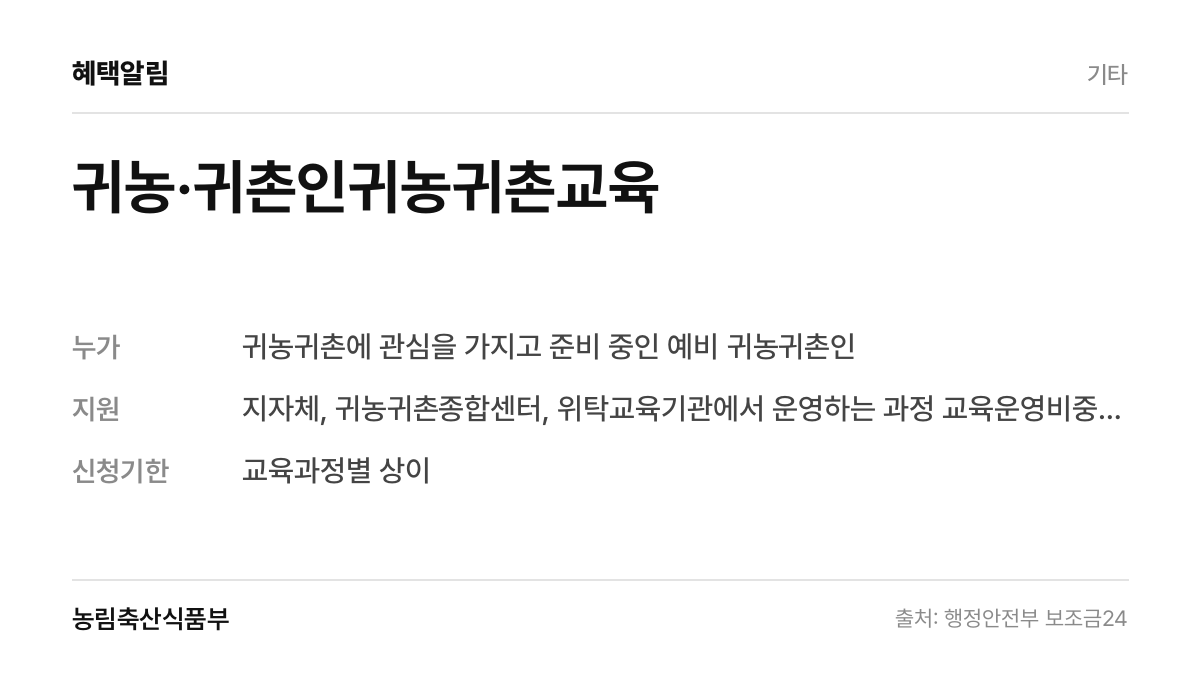 혜택알림
기타
귀농·귀촌인귀농귀촌교육
누가 귀농귀촌에 관심을 가지고 준비 중인 예비 귀농귀촌인
지원 지자체, 귀농귀촌종합센터, 위탁교육기관에서 운영하는 과정 교육운영비중...
신청기한 교육과정별 상이
농림축산식품부
출처: 행정안전부 보조금24